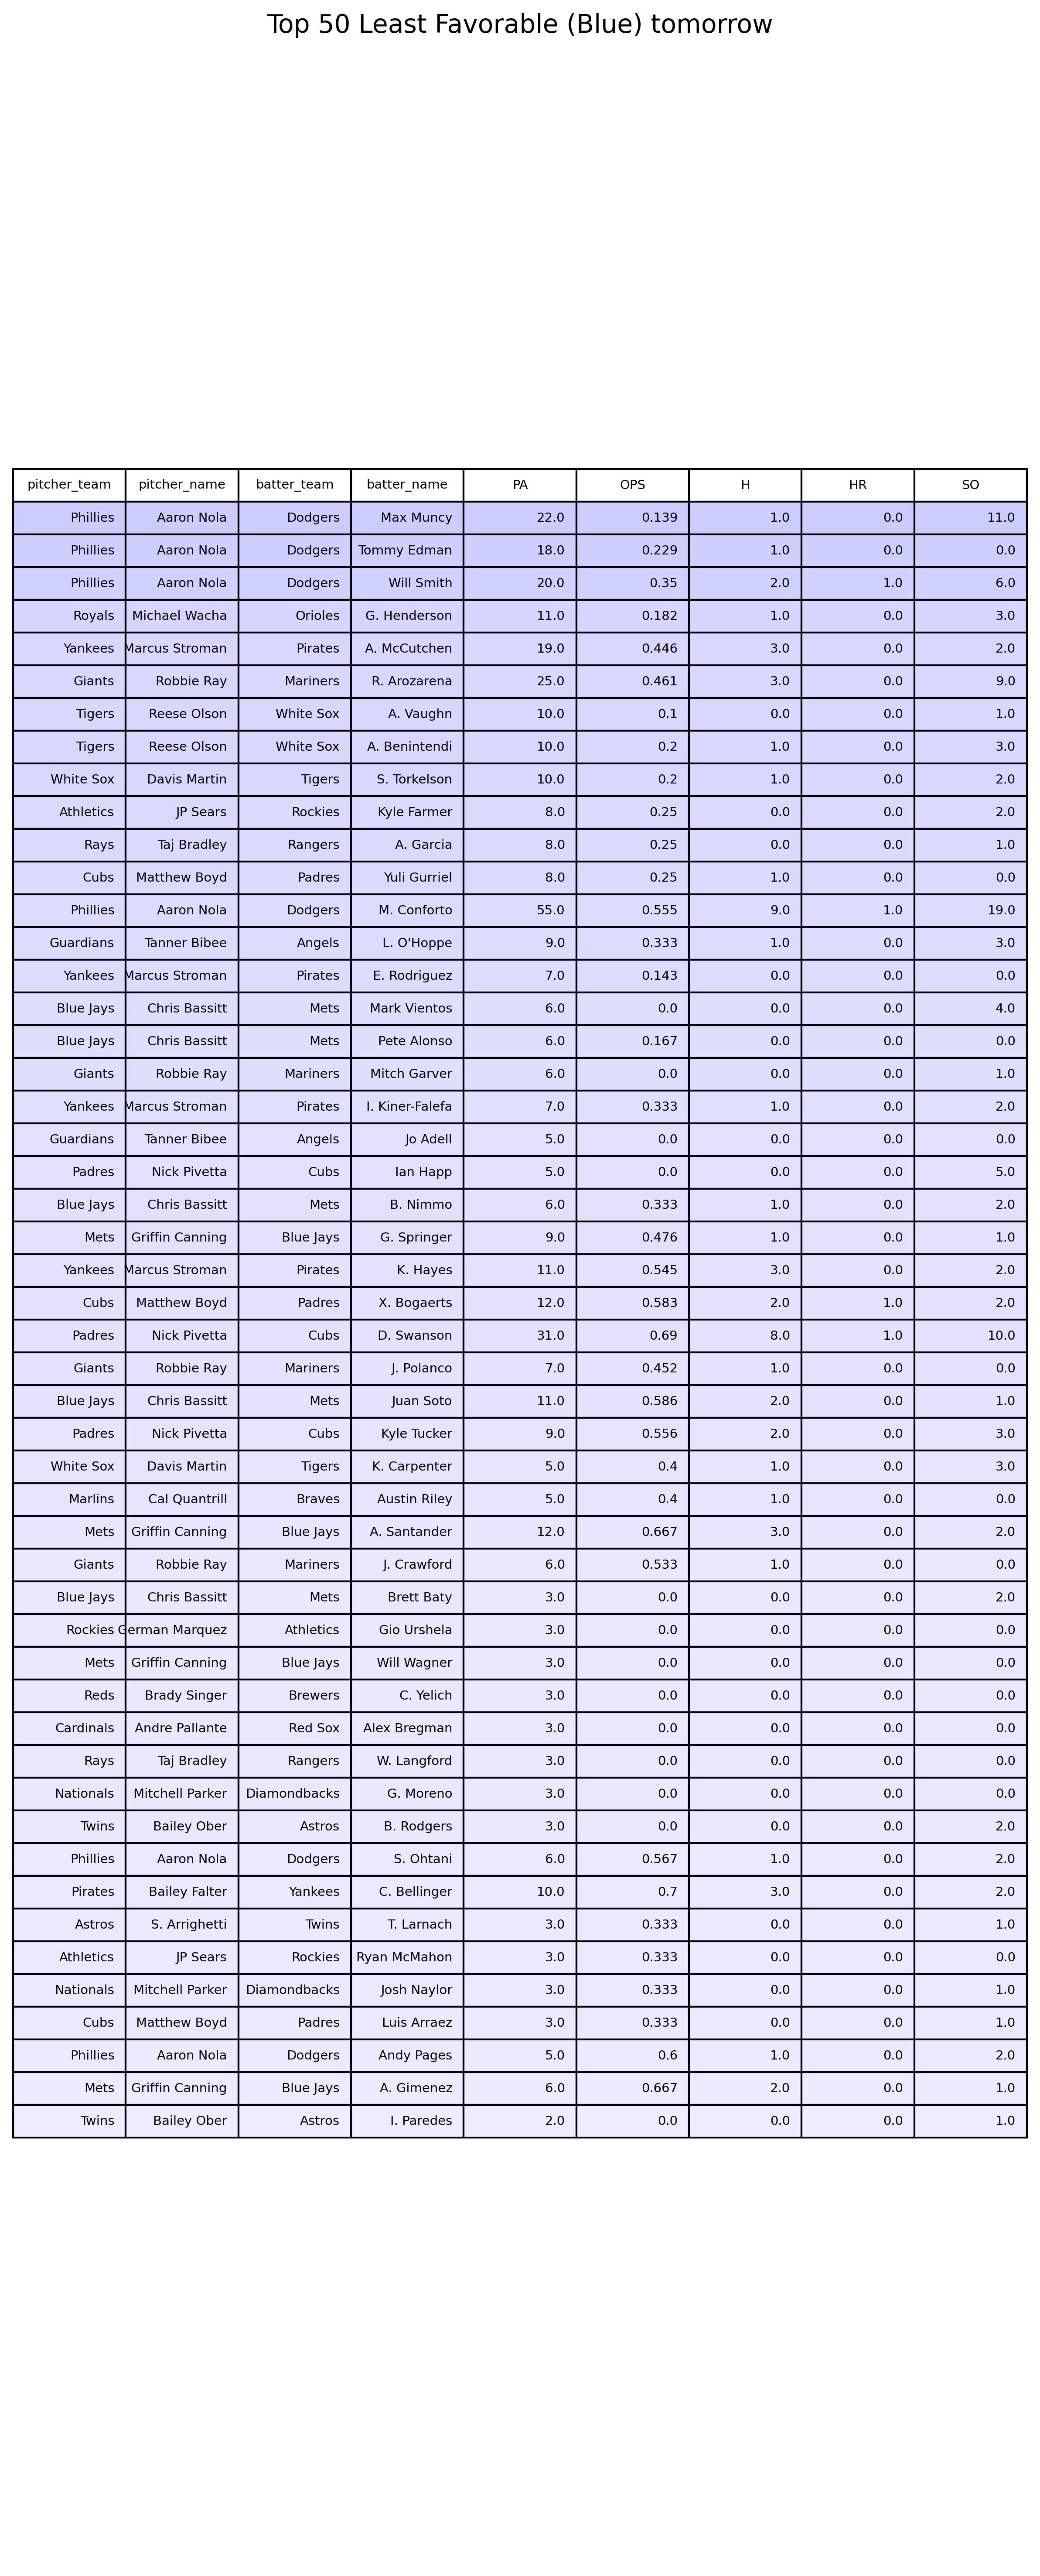 Top 50 Least Favorable (Blue) tomorrow
pitcher_team pitcher_name batter_team batter_name PA OPS H HR SO
Phillies Aaron Nola Dodgers Max Muncy 22.0 0.139 1.0 0.0 11.0
Phillies Aaron Nola Dodgers Tommy Edman 18.0 0.229 1.0 0.0 0.0
Phillies Aaron Nola Dodgers Will Smith 20.0 0.35 2.0 1.0 6.0
Royals Michael Wacha Orioles G. Henderson 11.0 0.182 1.0 0.0 3.0
Yankees Marcus Stroman Pirates A. McCutchen 19.0 0.446 3.0 0.0 2.0
Giants Robbie Ray Mariners R. Arozarena 25.0 0.461 3.0 0.0 9.0
Tigers Reese Olson White Sox A. Vaughn 10.0 0.1 0.0 0.0 1.0
Tigers Reese Olson White Sox A. Benintendi 10.0 0.2 1.0 0.0 3.0
White Sox Davis Martin Tigers S. Torkelson 10.0 0.2 1.0 0.0 2.0
Athletics JP Sears Rockies Kyle Farmer 8.0 0.25 0.0 0.0 2.0
Rays Taj Bradley Rangers A. Garcia 8.0 0.25 0.0 0.0 1.0
Cubs Matthew Boyd Padres Yuli Gurriel 8.0 0.25 1.0 0.0 0.0
Phillies Aaron Nola Dodgers M. Conforto 55.0 0.555 9.0 1.0 19.0
Guardians Tanner Bibee Angels L. O'Hoppe 9.0 0.333 1.0 0.0 3.0
Yankees Marcus Stroman Pirates E. Rodriguez 7.0 0.143 0.0 0.0 0.0
Blue Jays Chris Bassitt Mets Mark Vientos 6.0 0.0 0.0 0.0 4.0
Blue Jays Chris Bassitt Mets Pete Alonso 6.0 0.167 0.0 0.0 0.0
Giants Robbie Ray Mariners Mitch Garver 6.0 0.0 0.0 0.0 1.0
Yankees Marcus Stroman Pirates I. Kiner-Falefa 7.0 0.333 1.0 0.0 2.0
Guardians Tanner Bibee Angels Jo Adell 5.0 0.0 0.0 0.0 0.0
Padres Nick Pivetta Cubs Ian Happ 5.0 0.0 0.0 0.0 5.0
Blue Jays Chris Bassitt Mets B. Nimmo 6.0 0.333 1.0 0.0 2.0
Mets Griffin Canning Blue Jays G. Springer 9.0 0.476 1.0 0.0 1.0
Yankees Marcus Stroman Pirates K. Hayes 11.0 0.545 3.0 0.0 2.0
Cubs Matthew Boyd Padres X. Bogaerts 12.0 0.583 2.0 1.0 2.0
Padres Nick Pivetta Cubs D. Swanson 31.0 0.69 8.0 1.0 10.0
Giants Robbie Ray Mariners J. Polanco 7.0 0.452 1.0 0.0 0.0
Blue Jays Chris Bassitt Mets Juan Soto 11.0 0.586 2.0 0.0 1.0
Padres Nick Pivetta Cubs Kyle Tucker 9.0 0.556 2.0 0.0 3.0
White Sox Davis Martin Tigers K. Carpenter 5.0 0.4 1.0 0.0 3.0
Marlins Cal Quantrill Braves Austin Riley 5.0 0.4 1.0 0.0 0.0
Mets Griffin Canning Blue Jays A. Santander 12.0 0.667 3.0 0.0 2.0
Giants Robbie Ray Mariners J. Crawford 6.0 0.533 1.0 0.0 0.0
Blue Jays Chris Bassitt Mets Brett Baty 3.0 0.0 0.0 0.0 2.0
Rockies German Marquez Athletics Gio Urshela 3.0 0.0 0.0 0.0 0.0
Mets Griffin Canning Blue Jays Will Wagner 3.0 0.0 0.0 0.0 0.0
Reds Brady Singer Brewers C. Yelich 3.0 0.0 0.0 0.0 0.0
Cardinals Andre Pallante Red Sox Alex Bregman 3.0 0.0 0.0 0.0 0.0
Rays Taj Bradley Rangers W. Langford 3.0 0.0 0.0 0.0 0.0
Nationals Mitchell Parker Diamondbacks G. Moreno 3.0 0.0 0.0 0.0 0.0
Twins Bailey Ober Astros B. Rodgers 3.0 0.0 0.0 0.0 2.0
Phillies Aaron Nola Dodgers S. Ohtani 6.0 0.567 1.0 0.0 2.0
Pirates Bailey Falter Yankees C. Bellinger 10.0 0.7 3.0 0.0 2.0
Astros S. Arrighetti Twins T. Larnach 3.0 0.333 0.0 0.0 1.0
Athletics JP Sears Rockies Ryan McMahon 3.0 0.333 0.0 0.0 0.0
Nationals Mitchell Parker Diamondbacks Josh Naylor 3.0 0.333 0.0 0.0 1.0
Cubs Matthew Boyd Padres Luis Arraez 3.0 0.333 0.0 0.0 1.0
Phillies Aaron Nola Dodgers Andy Pages 5.0 0.6 1.0 0.0 2.0
Mets Griffin Canning Blue Jays A. Gimenez 6.0 0.667 2.0 0.0 1.0
Twins Bailey Ober Astros I. Paredes 2.0 0.0 0.0 0.0 1.0